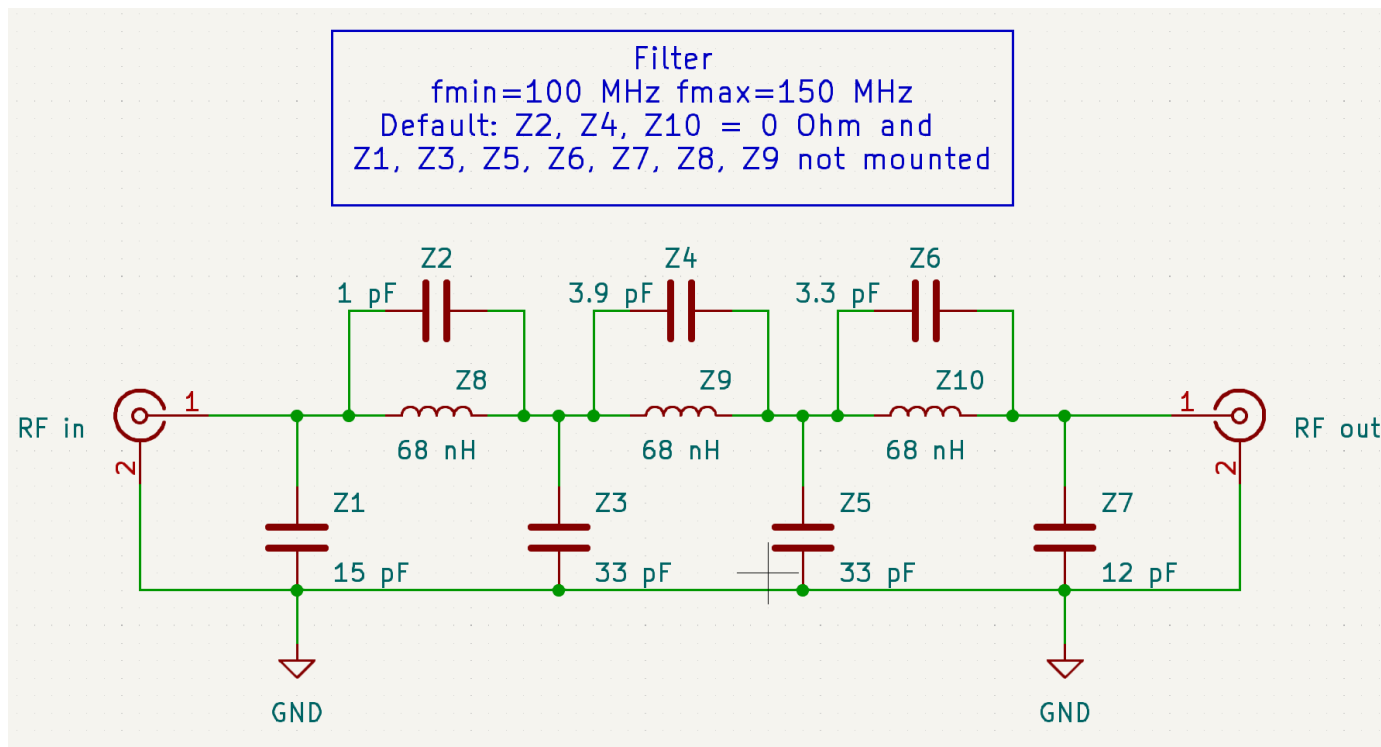 Filter
fmin=100 MHz fmax=150 MHz
Default: Z2, Z4, Z10 = 0 Ohm and
Z1, Z3, Z5, Z6, Z7, Z8, Z9 not mounted
Z2
Z4
Z6
1 pF
3.9 pF
3.3 pF
Z8
Z9
Z10
1
1
RF in
RF out
68 nH
68 nH
68 nH
2
2
Z1
Z3
Z5
Z7
15 pF
33 pF
33 pF
12 pF
GND
GND